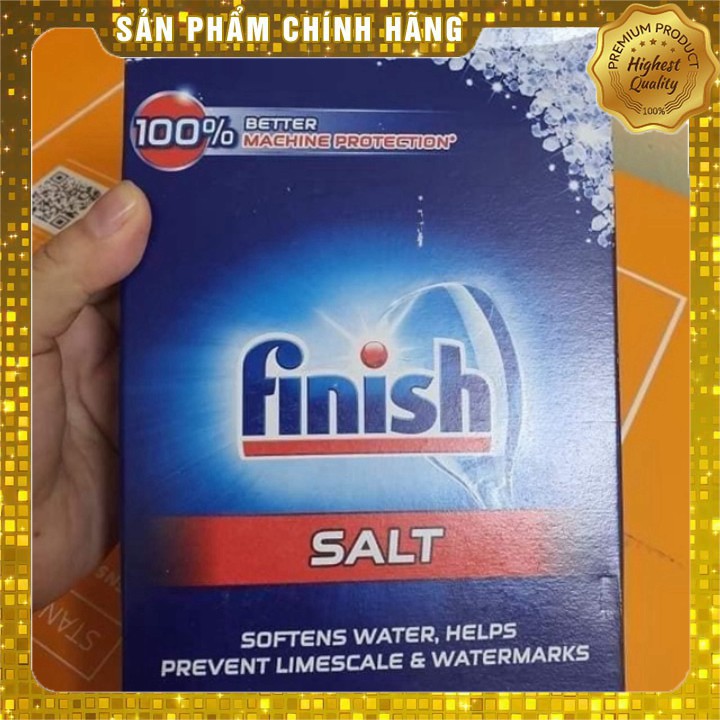 SẢN PHẨM CHÍNH HÃNG
PREMIUM PRODUCT
Highest
Quality
100%
100% BETTER
MACHINE PROTECTION*
finish
SALT
SOFTENS WATER, HELPS
PREVENT LIMESCALE & WATERMARKS
STAN